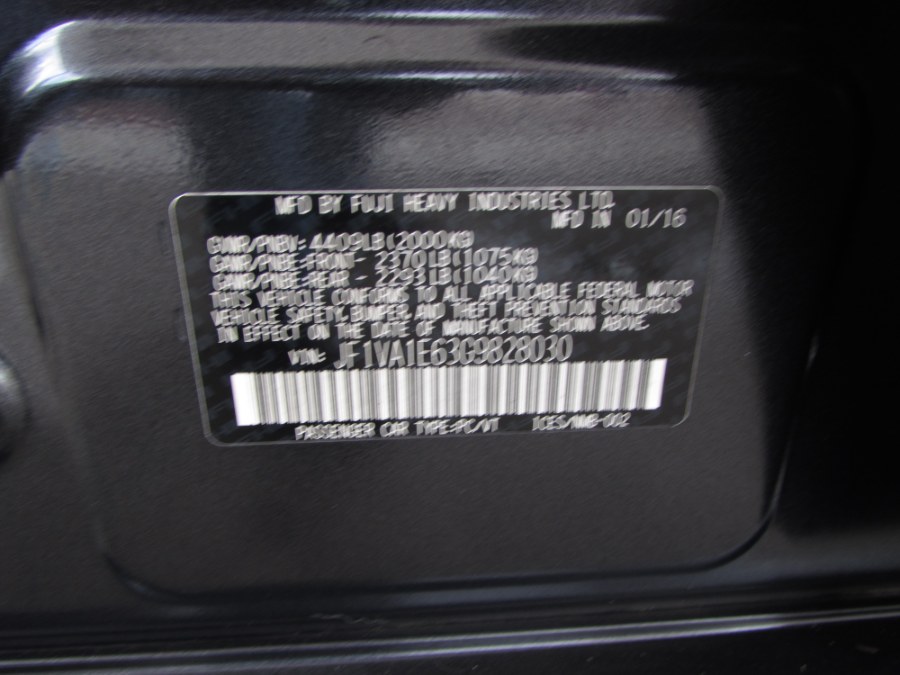 MFD BY FUJI HEAVY INDUSTRIES LTD.
MFD IN 01/16
GVWR/PNBV: 4409LB(2000KG)
GAWR/PNBE:FRONT- 2370LB(1075KG)
GAWR/PNBE:REAR - 2293LB(1040KG)
THIS VEHICLE CONFORMS TO ALL APPLICABLE FEDERAL MOTOR
VEHICLE SAFETY, BUMPER, AND THEFT PREVENTION STANDARDS
IN EFFECT ON THE DATE OF MANUFACTURE SHOWN ABOVE.
VIN: JF1VA1E63G9828030
PASSENGER CAR TYPE:PC/VT ICES/NMB-002